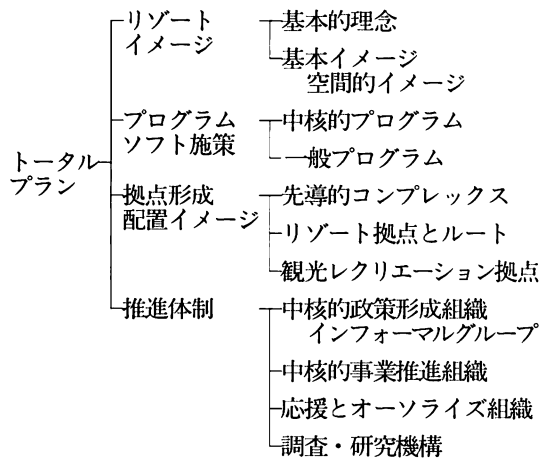 トータル
プラン
リゾート
イメージ
基本的理念
基本イメージ
空間的イメージ
プログラム
ソフト施策
中核的プログラム
一般プログラム
拠点形成
配置イメージ
先導的コンプレックス
リゾート拠点とルート
観光レクリエーション拠点
推進体制
中核的政策形成組織
インフォーマルグループ
中核的事業推進組織
応援とオーソライズ組織
調査・研究機構